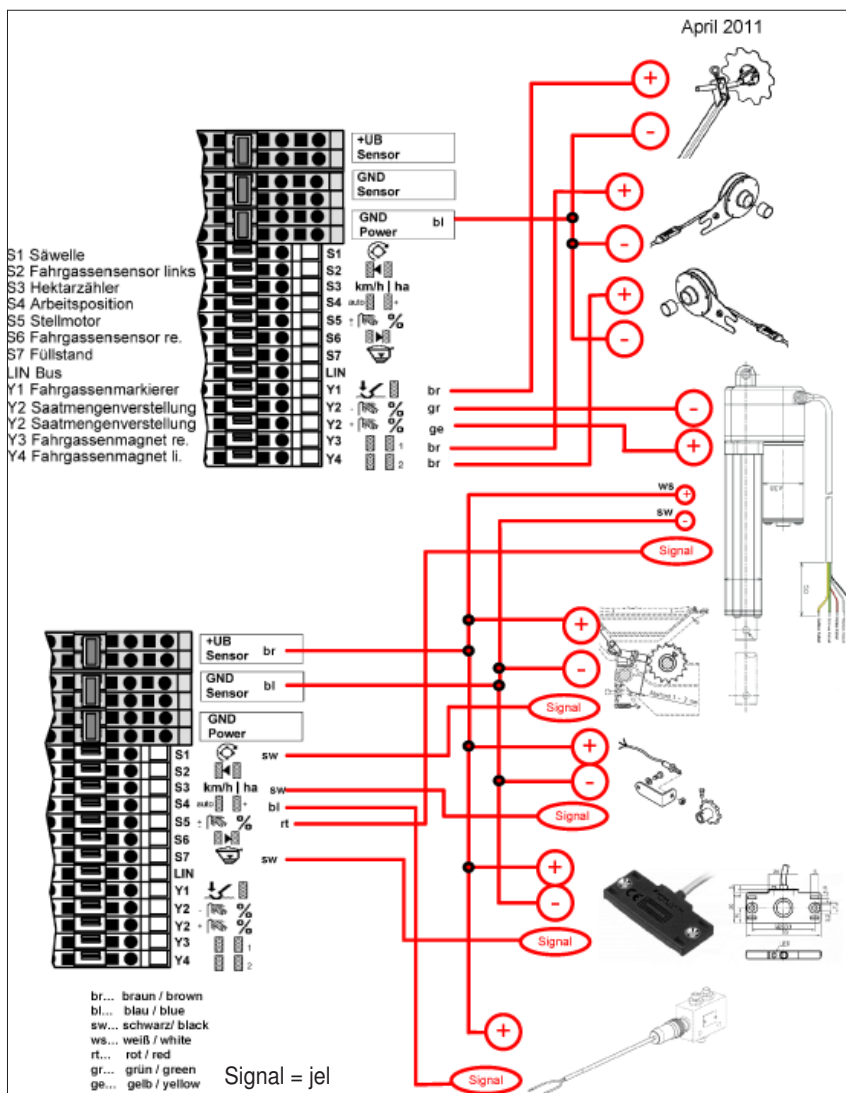 April 2011
+
-
+UB
Sensor
GND
Sensor
GND
Power
bl
+
-
+
-
S1 Säwelle
S2 Fahrgassensensor links
S3 Hektarzähler
S4 Arbeitsposition
S5 Stellmotor
S6 Fahrgassensensor re.
S7 Füllstand
LIN Bus
Y1 Fahrgassenmarkierer
Y2 Saatmengenverstellung
Y2 Saatmengenverstellung
Y3 Fahrgassenmagnet re.
Y4 Fahrgassenmagnet li.
S1
S2
S3 km/h | ha
S4 auto +
S5 ± %
S6
S7
LIN
Y1 br
Y2 - % gr -
Y2 + % ge +
Y3 1 br
Y4 2 br
ws +
sw -
Signal
+UB
Sensor br
GND
Sensor bl
GND
Power
+
-
Signal
S1 sw
S2
S3 km/h | ha sw
S4 auto + bl
S5 ± % rt
S6
S7 sw
LIN
Y1
Y2 - %
Y2 + %
Y3 1
Y4 2
+
-
Signal
+
-
Signal
+
Signal
br... braun / brown
bl... blau / blue
sw... schwarz/ black
ws... weiß / white
rt... rot / red
gr... grün / green
ge... gelb / yellow
Signal = jel